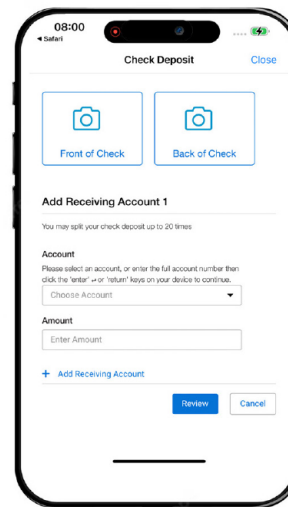 08:00
◀ Safari
Check Deposit
Close
Front of Check
Back of Check
Add Receiving Account 1
You may split your check deposit up to 20 times
Account
Please select an account, or enter the full account number then
click the 'enter' ↵ or 'return' keys on your device to continue.
Choose Account
Amount
Enter Amount
+ Add Receiving Account
Review
Cancel